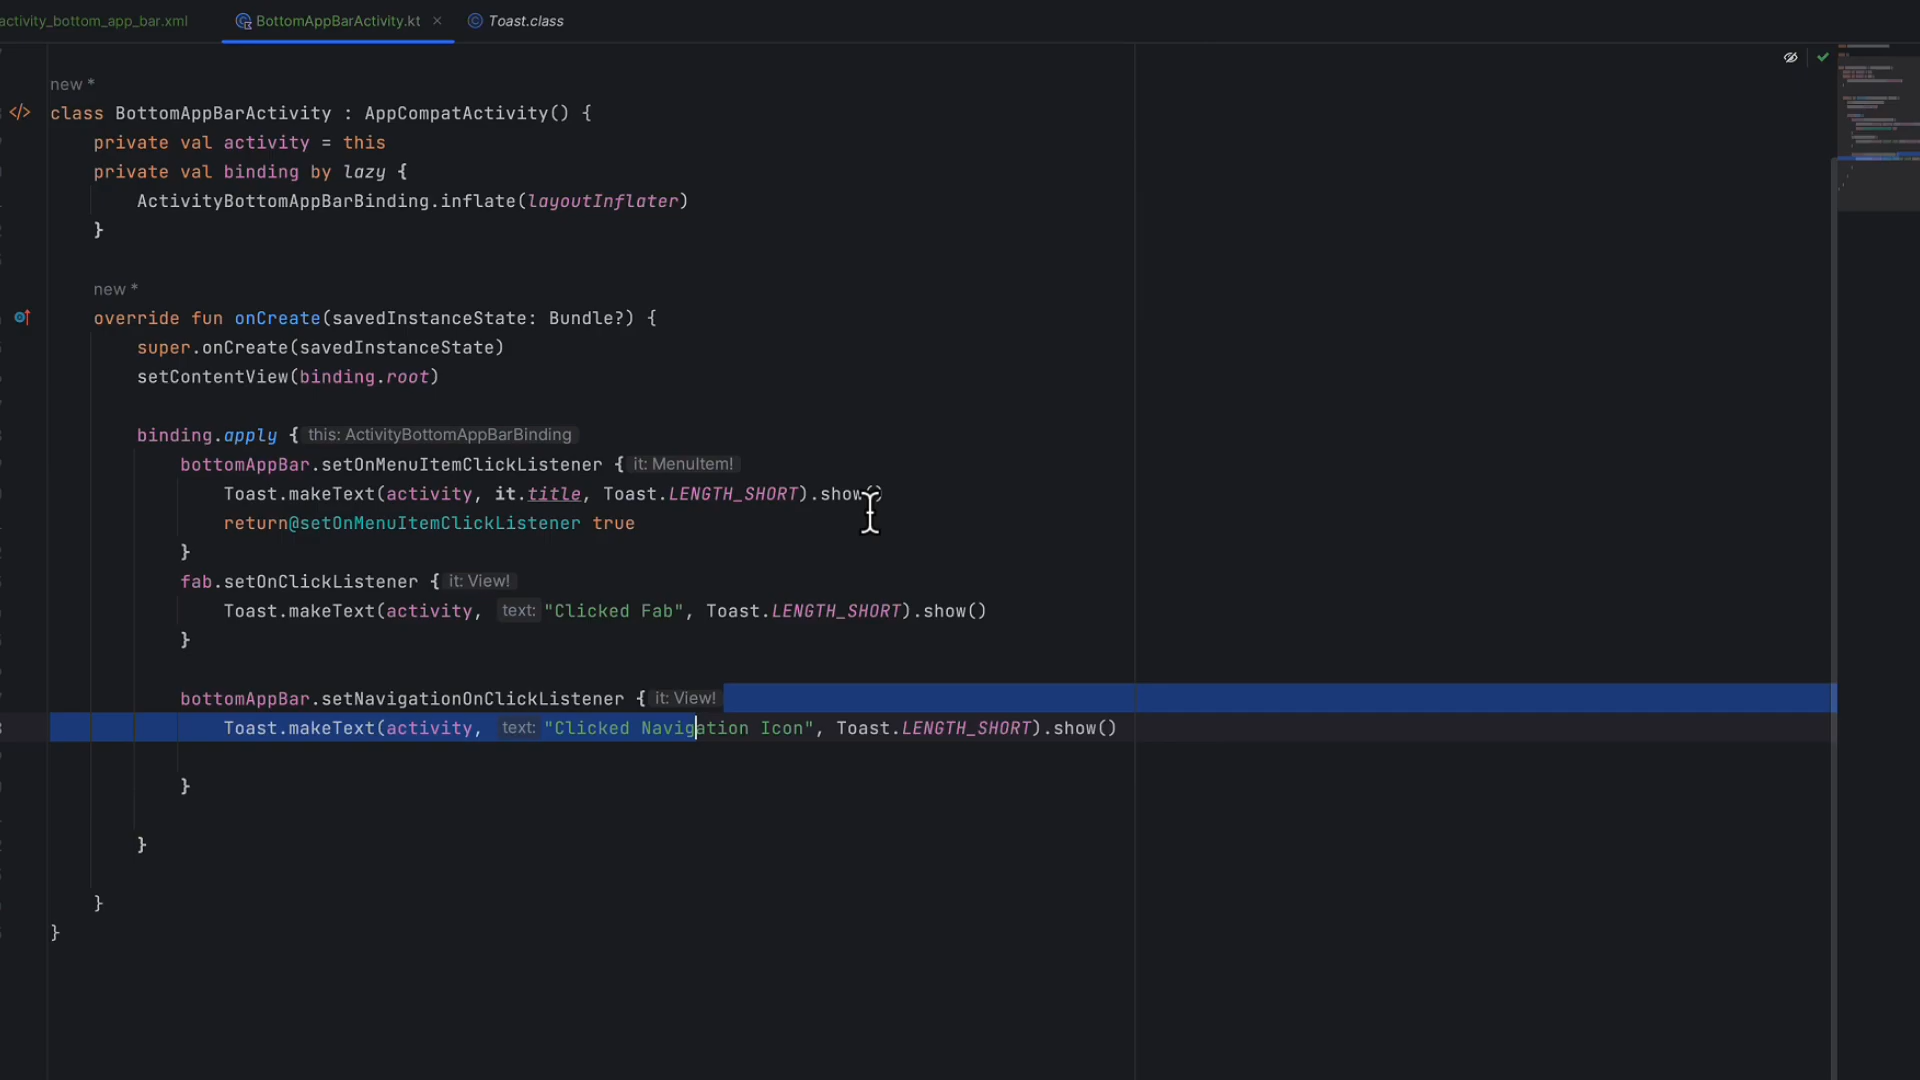 activity_bottom_app_bar.xml BottomAppBarActivity.kt Toast.class
new *
class BottomAppBarActivity : AppCompatActivity() {
private val activity = this
private val binding by lazy {
ActivityBottomAppBarBinding.inflate(layoutInflater)
}
new *
override fun onCreate(savedInstanceState: Bundle?) {
super.onCreate(savedInstanceState)
setContentView(binding.root)
binding.apply { this: ActivityBottomAppBarBinding
bottomAppBar.setOnMenuItemClickListener { it: MenuItem!
Toast.makeText(activity, it.title, Toast.LENGTH_SHORT).show()
return@setOnMenuItemClickListener true
}
fab.setOnClickListener { it: View!
Toast.makeText(activity, text: "Clicked Fab", Toast.LENGTH_SHORT).show()
}
bottomAppBar.setNavigationOnClickListener { it: View!
Toast.makeText(activity, text: "Clicked Navigation Icon", Toast.LENGTH_SHORT).show()
}
}
}
}